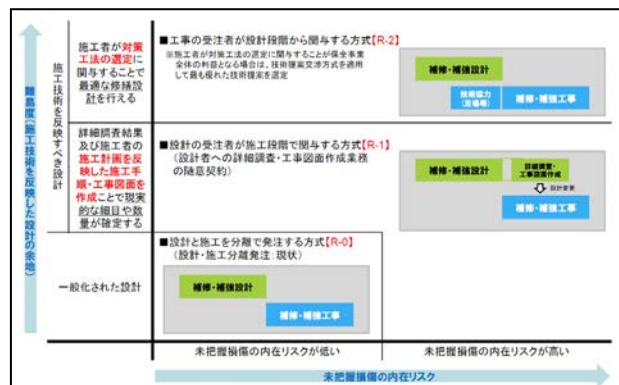 難易度(施工技術を反映した設計の余地)
施工技術を反映すべき設計
施工者が対策
工法の選定に
関与することで
最適な修繕設
計を行える
■工事の受注者が設計段階から関与する方式【R-2】
※施工者が対策工法の選定に関与することが保全事業
全体の利益となる場合は、技術提案交渉方式を適用
して最も優れた技術提案を選定
補修・補強設計
技術協力
補修・補強工事
詳細調査結果
及び施工者の
施工計画を反
映した施工手
順・工事図面を
作成ことで現実
的な細目や数
量が確定する
■設計の受注者が施工段階で関与する方式【R-1】
(設計者への詳細調査・工事図面作成業務
の随意契約)
補修・補強設計
詳細調査・
工事図面作成
設計変更
補修・補強工事
一般化された設計
■設計と施工を分離で発注する方式【R-0】
(設計・施工分離発注:現状)
補修・補強設計
補修・補強工事
未把握損傷の内在リスクが低い
未把握損傷の内在リスクが高い
未把握損傷の内在リスク